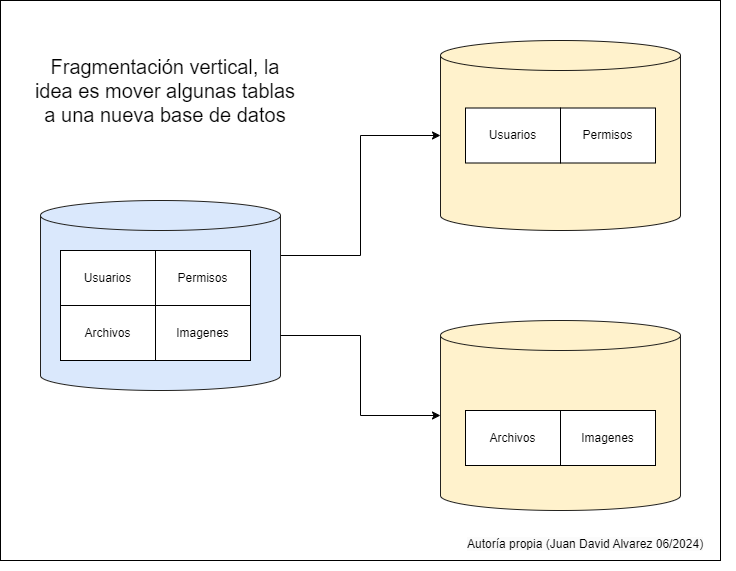 Fragmentación vertical, la
idea es mover algunas tablas
a una nueva base de datos
Usuarios
Permisos
Usuarios
Permisos
Archivos
Imagenes
Archivos
Imagenes
Autoría propia (Juan David Alvarez 06/2024)